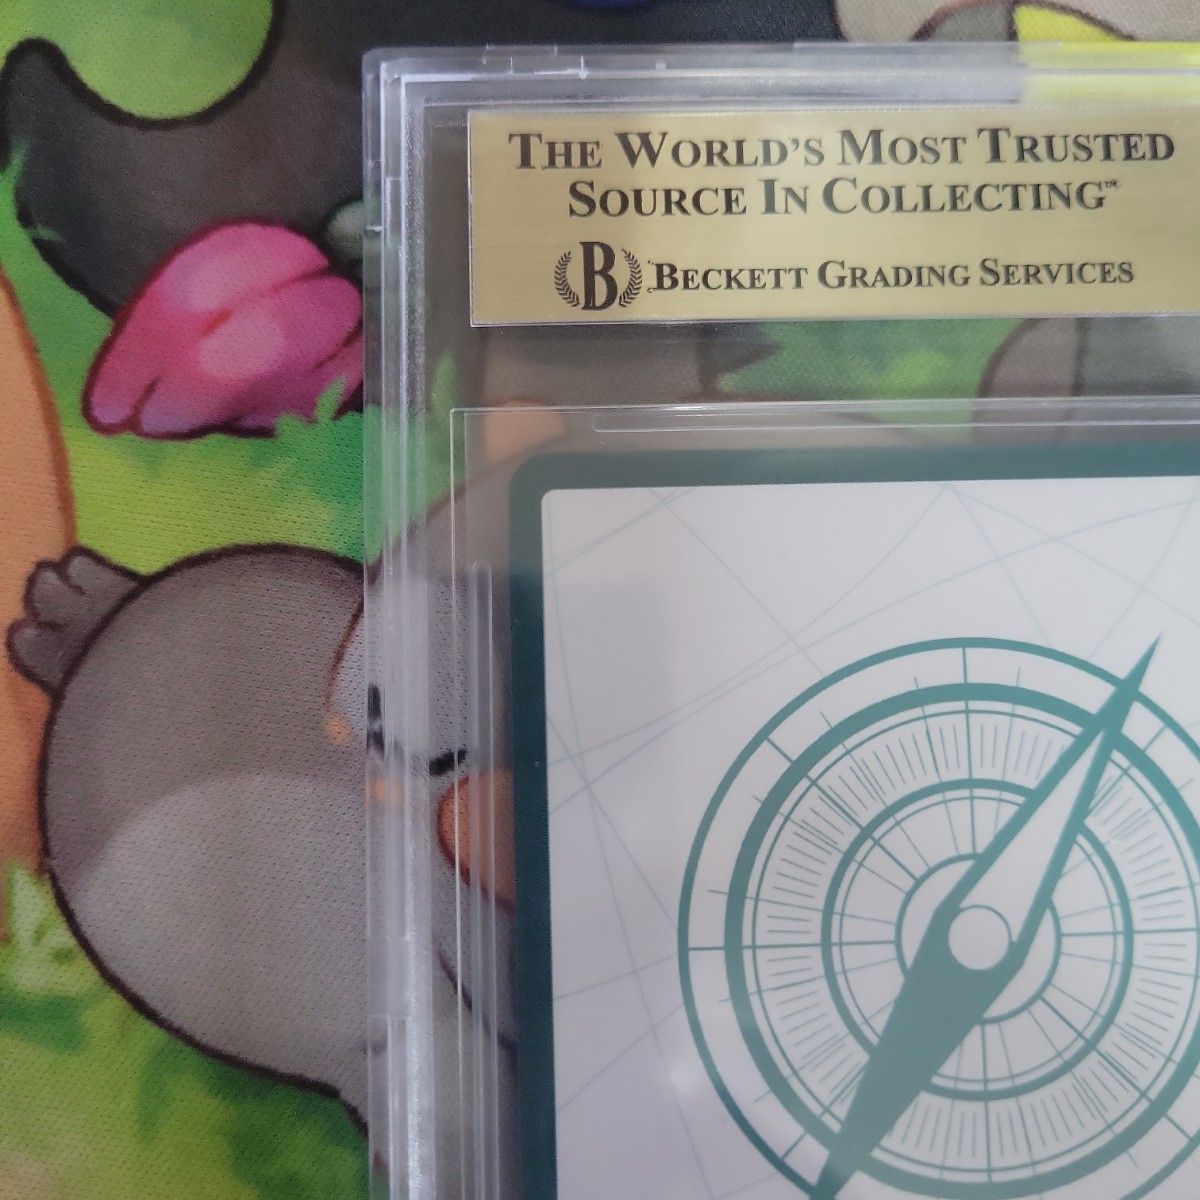 THE WORLD'S MOST TRUSTED
SOURCE IN COLLECTING™
B BECKETT GRADING SERVICES